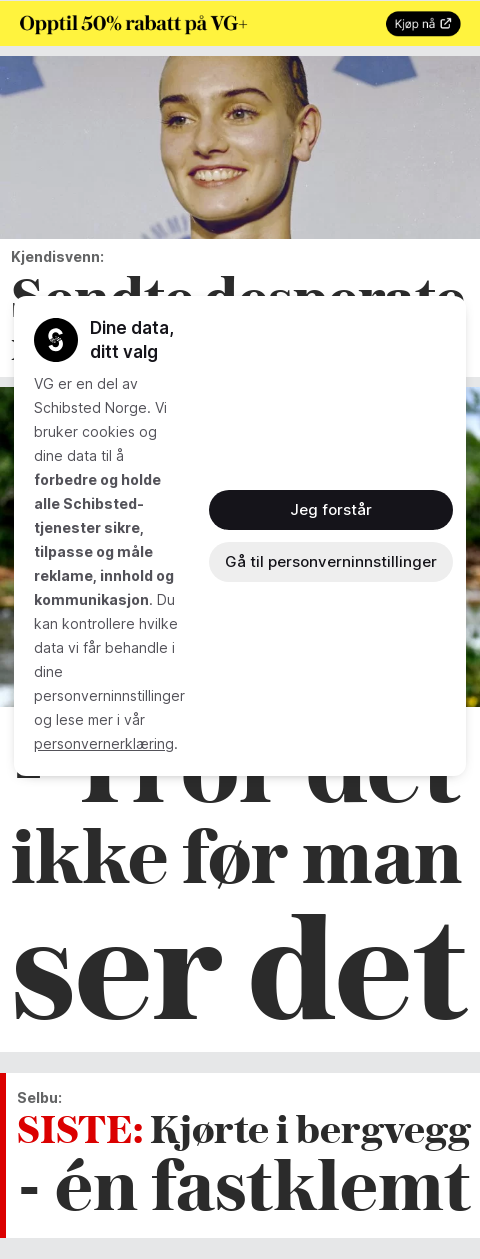 Opptil 50% rabatt på VG+
Kjøp nå
Kjendisvenn:
Sendte desperate
Dine data,
ditt valg
VG er en del av
Schibsted Norge. Vi
bruker cookies og
dine data til å
forbedre og holde
alle Schibsted-
tjenester sikre,
tilpasse og måle
reklame, innhold og
kommunikasjon. Du
kan kontrollere hvilke
data vi får behandle i
dine
personverninnstillinger
og lese mer i vår
personvernerklæring.
Jeg forstår
Gå til personverninnstillinger
- Tror det
ikke før man
ser det
Selbu:
SISTE: Kjørte i bergvegg
- én fastklemt